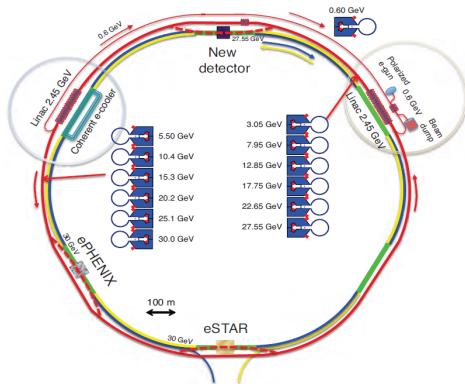 0.60 GeV
0.6 GeV
27.55 GeV
New
detector
Linac 2.45 GeV
Coherent e-cooler
Polarized
e-gun
0.6 GeV
Beam
dump
Linac 2.45 GeV
5.50 GeV
10.4 GeV
15.3 GeV
20.2 GeV
25.1 GeV
30.0 GeV
3.05 GeV
7.95 GeV
12.85 GeV
17.75 GeV
22.65 GeV
27.55 GeV
30 GeV
ePHENIX
100 m
30 GeV
eSTAR